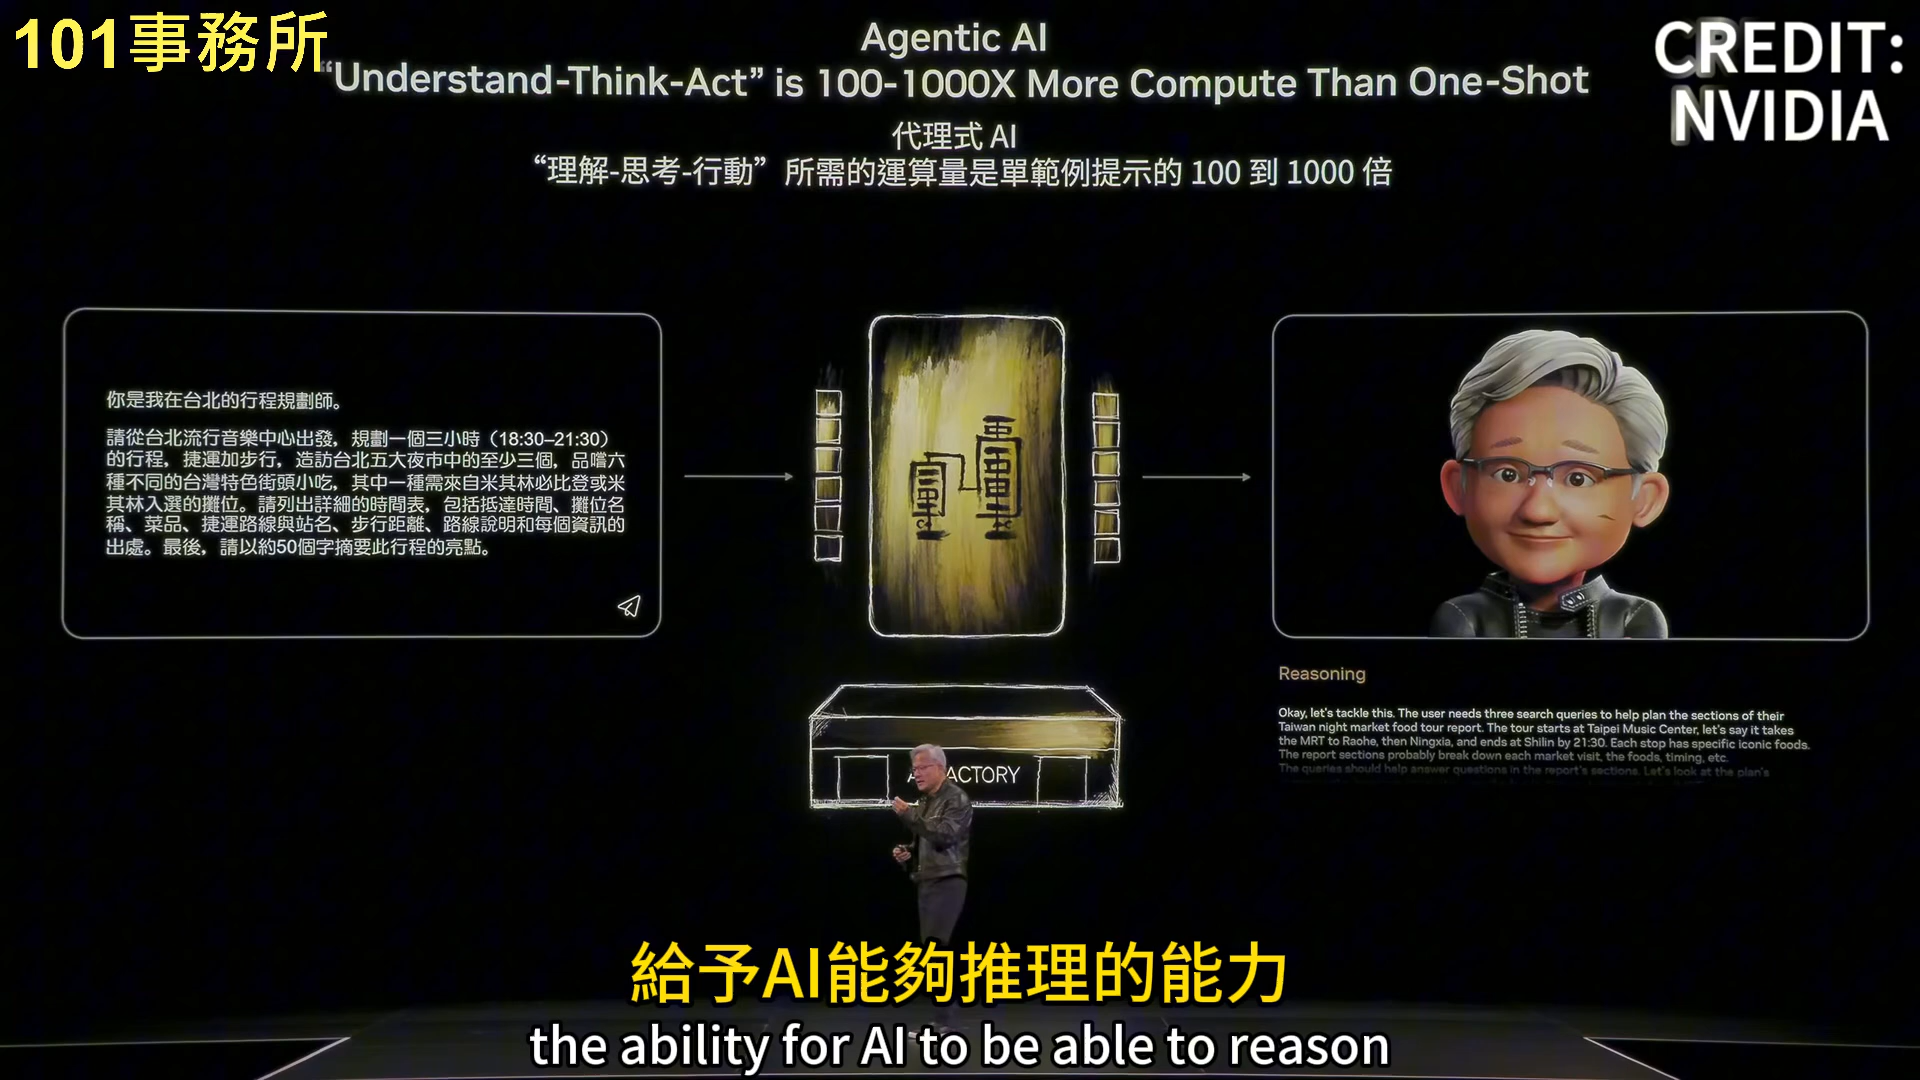 101事務所
CREDIT:
NVIDIA
Agentic AI
“Understand-Think-Act” is 100-1000X More Compute Than One-Shot
代理式 AI
“理解-思考-行動”所需的運算量是單範例提示的 100 到 1000 倍
你是我在台北的行程規劃師。
請從台北流行音樂中心出發，規劃一個三小時（18:30–21:30）
的行程，捷運加步行，造訪台北五大夜市中的至少三個，品嚐六
種不同的台灣特色街頭小吃，其中一種需來自米其林必比登或米
其林入選的攤位。請列出詳細的時間表，包括抵達時間、攤位名
稱、菜品、捷運路線與站名、步行距離、路線說明和每個資訊的
出處。最後，請以約50個字摘要此行程的亮點。
Reasoning
Okay, let's tackle this. The user needs three search queries to help plan the sections of their
Taiwan night market food tour report. The tour starts at Taipei Music Center, let's say it takes
the MRT to Raohe, then Ningxia, and ends at Shilin by 21:30. Each stop has specific iconic foods.
The report sections probably break down each market visit, the foods, timing, etc.
The queries should help answer questions in the report's sections. Let's look at the plan's
ACTORY
給予AI能夠推理的能力
the ability for AI to be able to reason